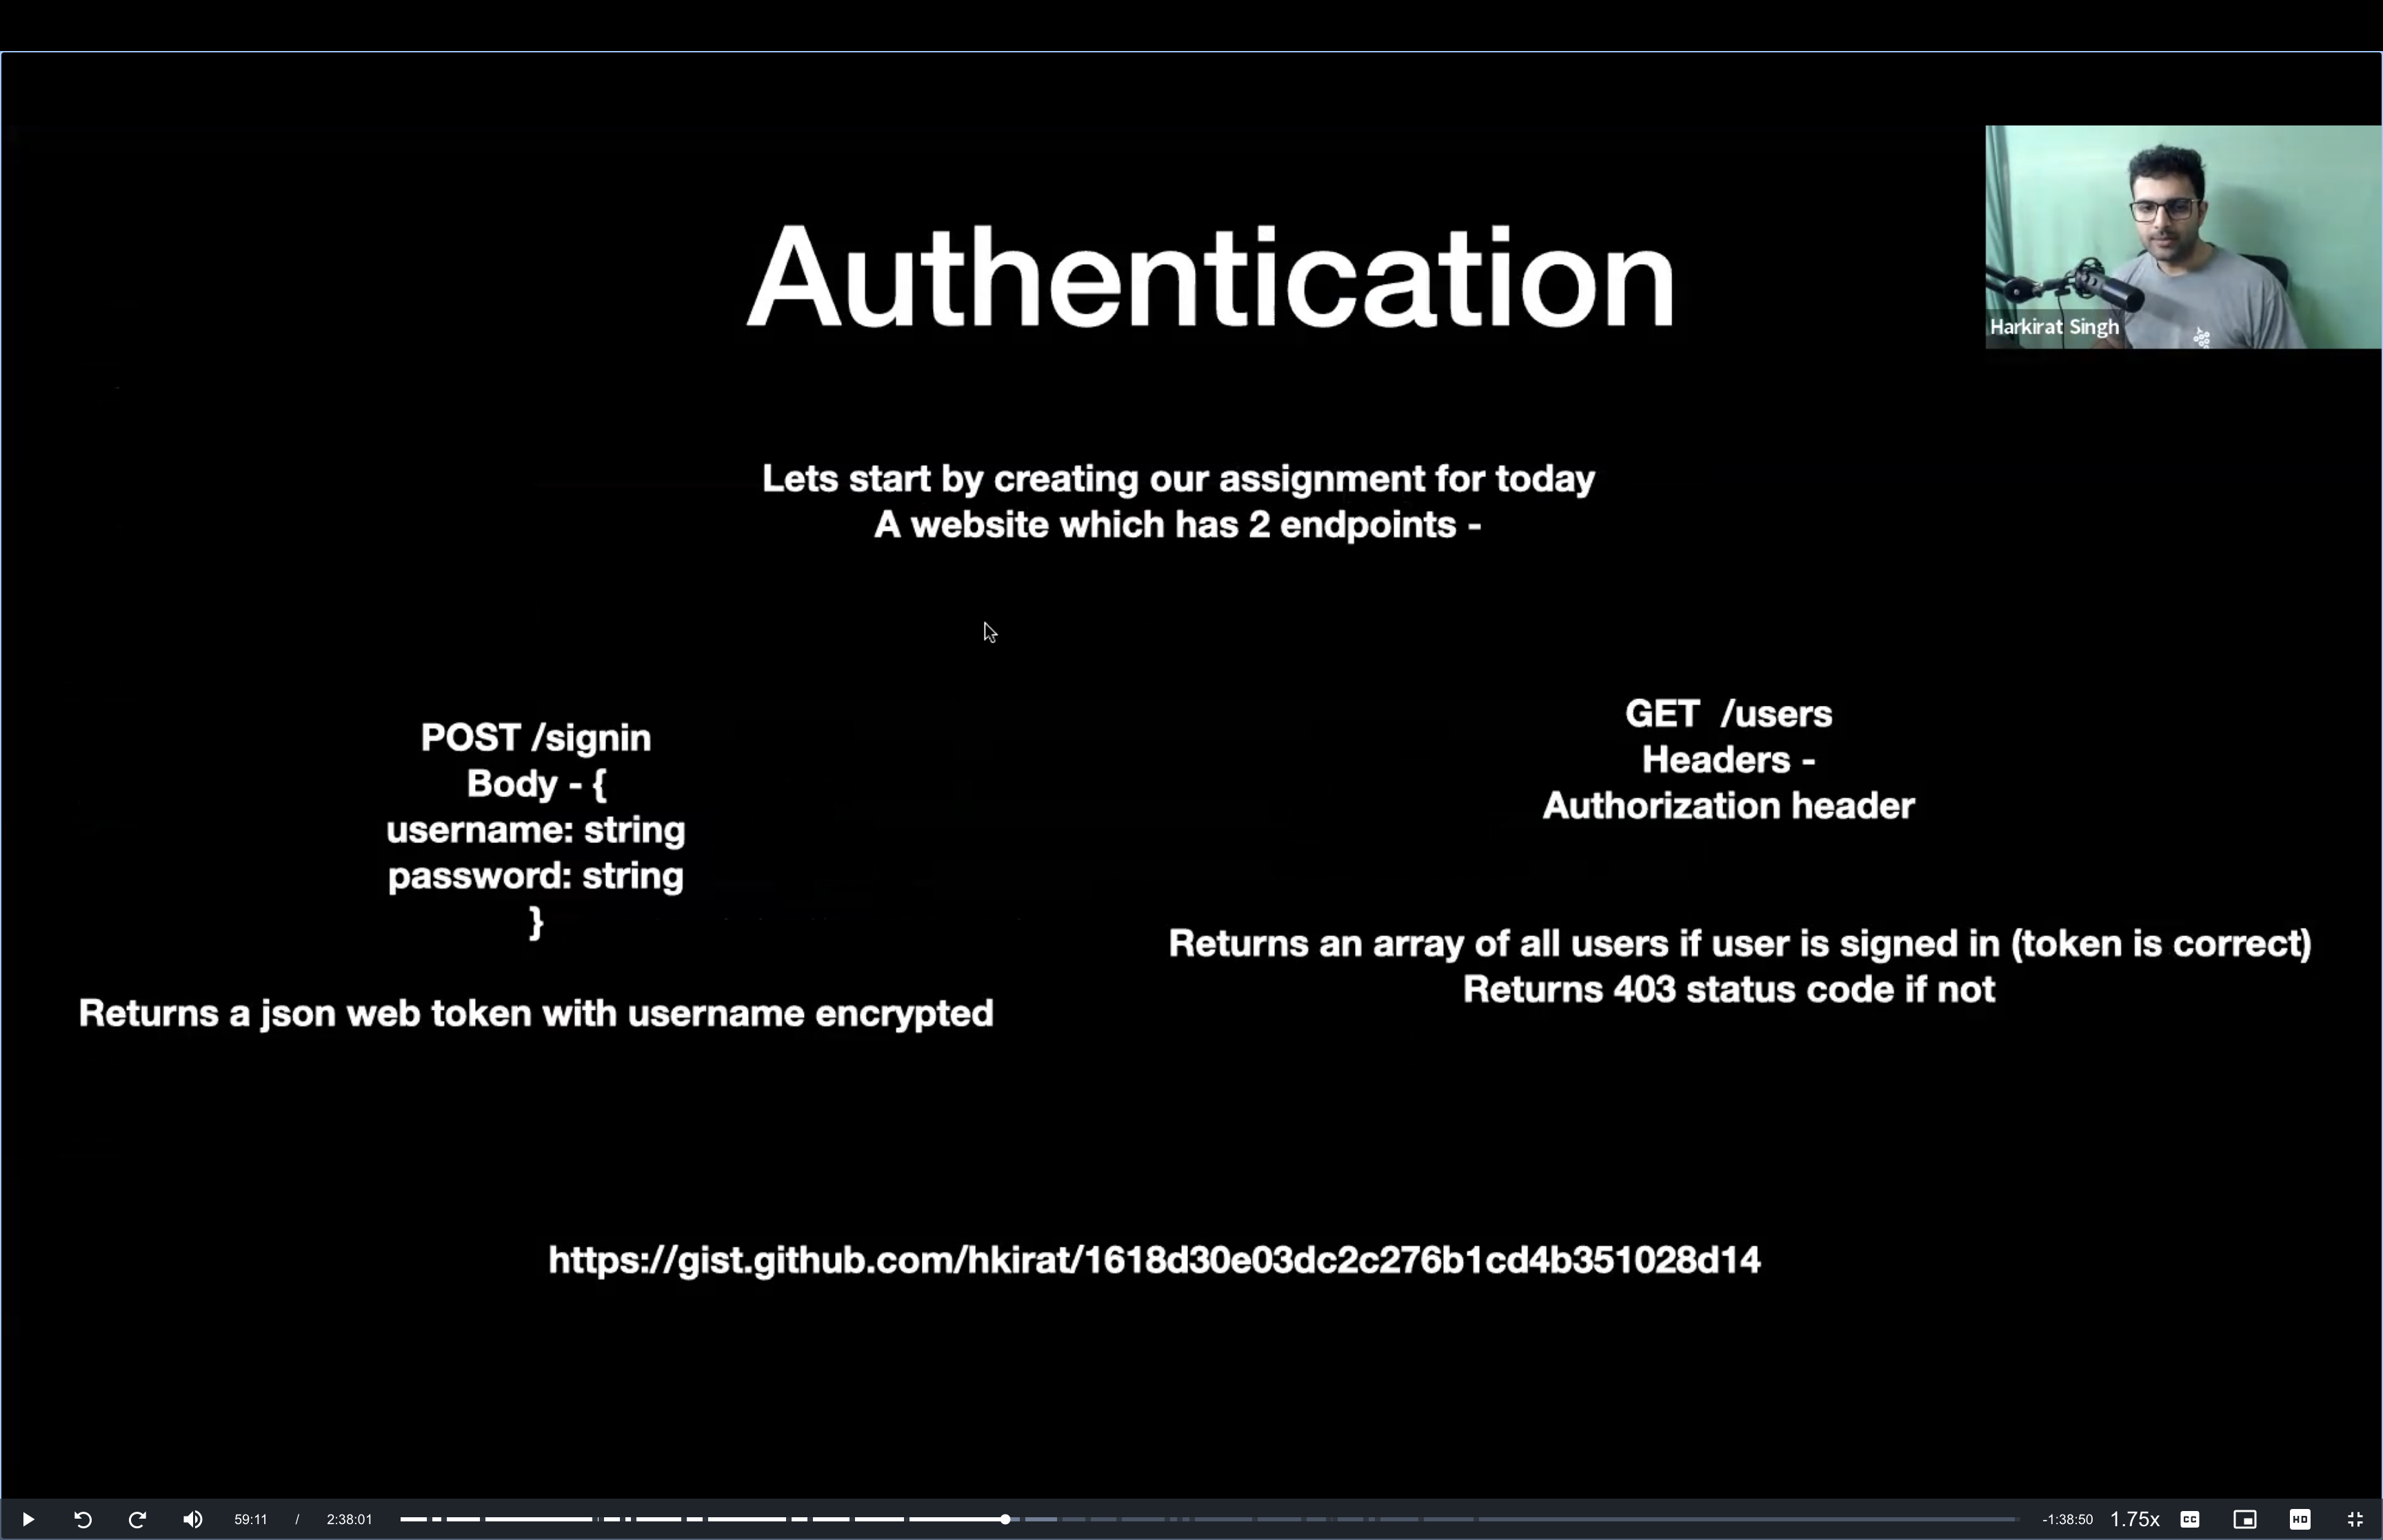 Authentication
Harkirat Singh
Lets start by creating our assignment for today
A website which has 2 endpoints -
POST /signin
Body - {
username: string
password: string
}
Returns a json web token with username encrypted
GET /users
Headers -
Authorization header
Returns an array of all users if user is signed in (token is correct)
Returns 403 status code if not
https://gist.github.com/hkirat/1618d30e03dc2c276b1cd4b351028d14
59:11 / 2:38:01 -1:38:50 1.75x CC HD